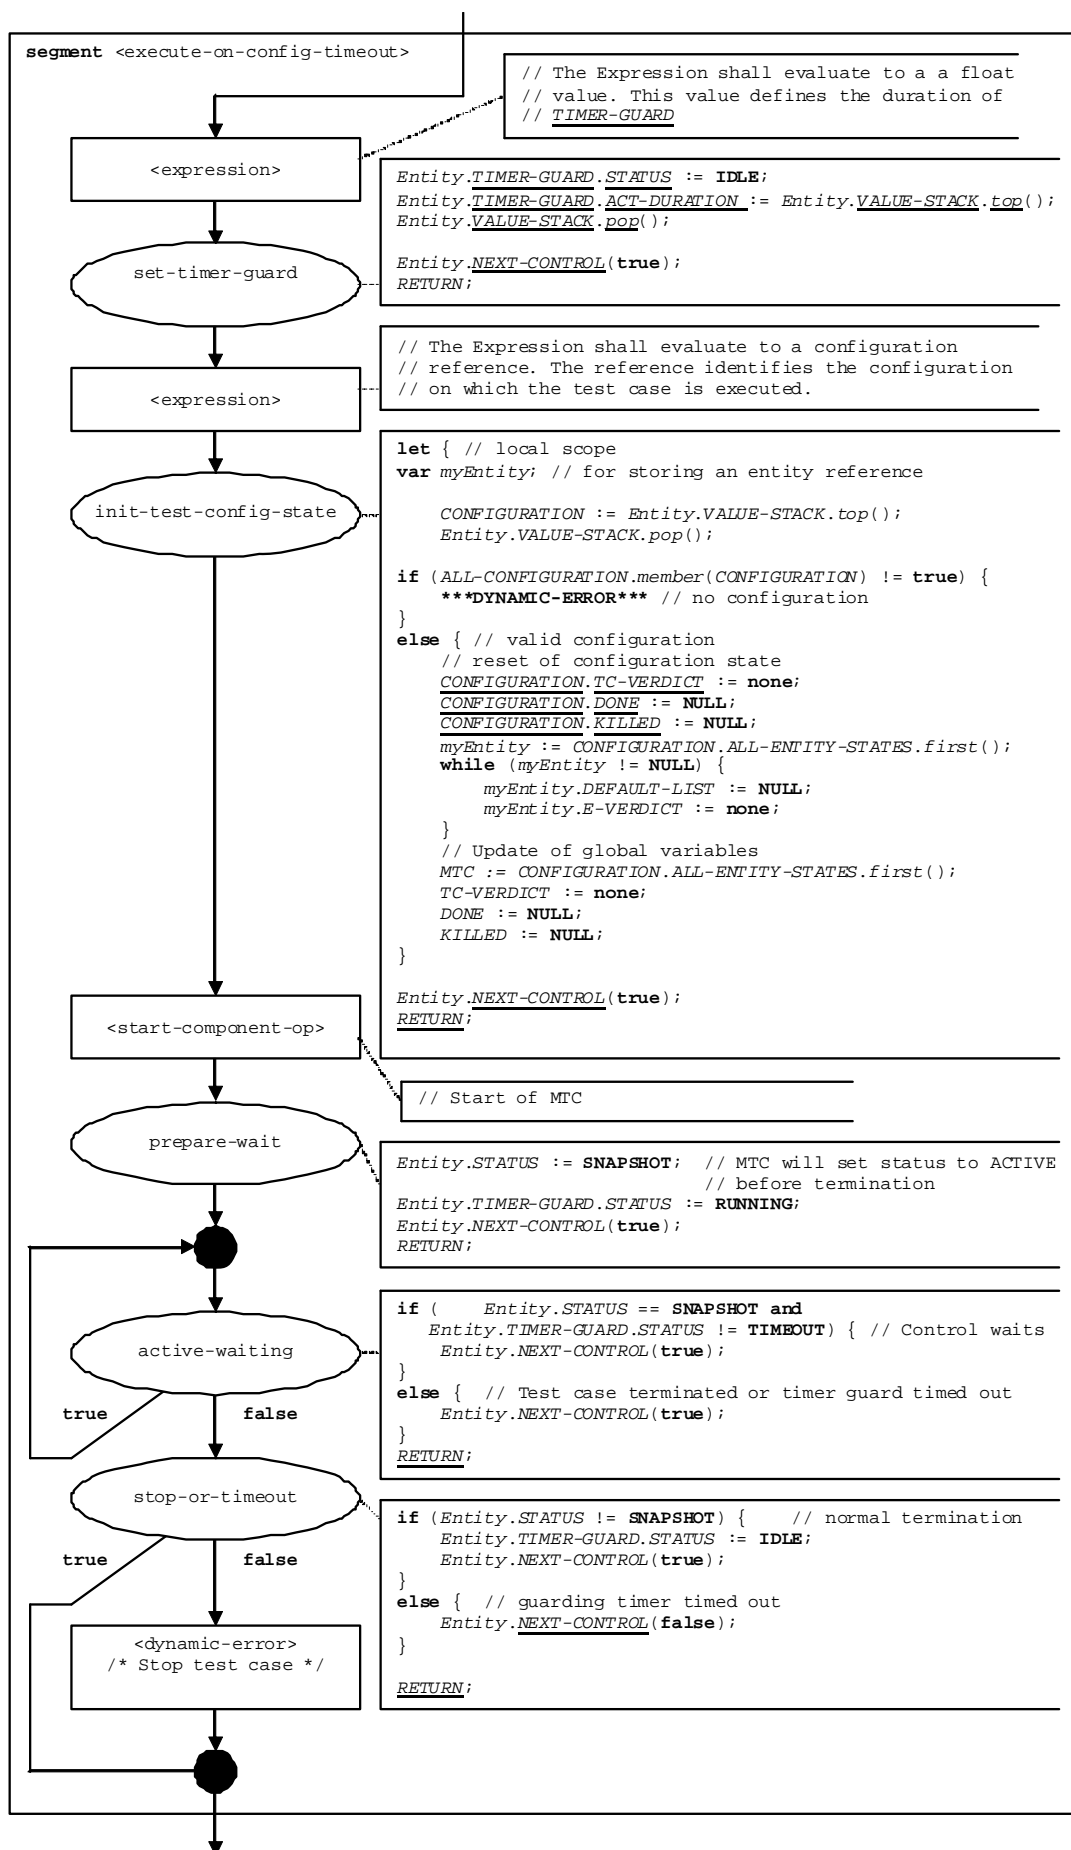 segment <execute-on-config-timeout>
// The Expression shall evaluate to a a float
// value. This value defines the duration of
// TIMER-GUARD
<expression>
Entity.TIMER-GUARD.STATUS := IDLE;
Entity.TIMER-GUARD.ACT-DURATION := Entity.VALUE-STACK.top();
Entity.VALUE-STACK.pop();
Entity.NEXT-CONTROL(true);
RETURN;
set-timer-guard
// The Expression shall evaluate to a configuration
// reference. The reference identifies the configuration
// on which the test case is executed.
<expression>
let { // local scope
var myEntity; // for storing an entity reference
CONFIGURATION := Entity.VALUE-STACK.top();
Entity.VALUE-STACK.pop();
if (ALL-CONFIGURATION.member(CONFIGURATION) != true) {
***DYNAMIC-ERROR*** // no configuration
}
else { // valid configuration
// reset of configuration state
CONFIGURATION.TC-VERDICT := none;
CONFIGURATION.DONE := NULL;
CONFIGURATION.KILLED := NULL;
myEntity := CONFIGURATION.ALL-ENTITY-STATES.first();
while (myEntity != NULL) {
myEntity.DEFAULT-LIST := NULL;
myEntity.E-VERDICT := none;
}
// Update of global variables
MTC := CONFIGURATION.ALL-ENTITY-STATES.first();
TC-VERDICT := none;
DONE := NULL;
KILLED := NULL;
}
Entity.NEXT-CONTROL(true);
RETURN;
init-test-config-state
<start-component-op>
// Start of MTC
prepare-wait
Entity.STATUS := SNAPSHOT; // MTC will set status to ACTIVE
// before termination
Entity.TIMER-GUARD.STATUS := RUNNING;
Entity.NEXT-CONTROL(true);
RETURN;
active-waiting
true
false
if ( Entity.STATUS == SNAPSHOT and
Entity.TIMER-GUARD.STATUS != TIMEOUT) { // Control waits
Entity.NEXT-CONTROL(true);
}
else { // Test case terminated or timer guard timed out
Entity.NEXT-CONTROL(true);
}
RETURN;
stop-or-timeout
true
false
if (Entity.STATUS != SNAPSHOT) { // normal termination
Entity.TIMER-GUARD.STATUS := IDLE;
Entity.NEXT-CONTROL(true);
}
else { // guarding timer timed out
Entity.NEXT-CONTROL(false);
}
RETURN;
<dynamic-error>
/* Stop test case */